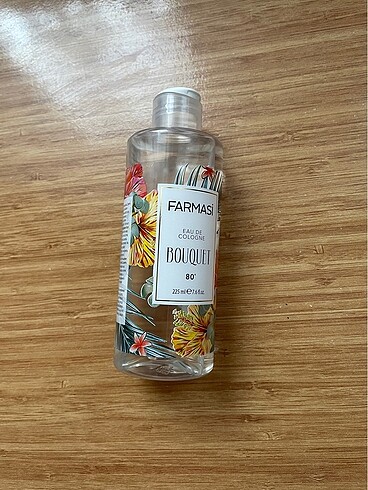 FARMASİ
EAU DE
COLOGNE
BOUQUET
80°
225 ml ℮ 7.6 fl.oz.